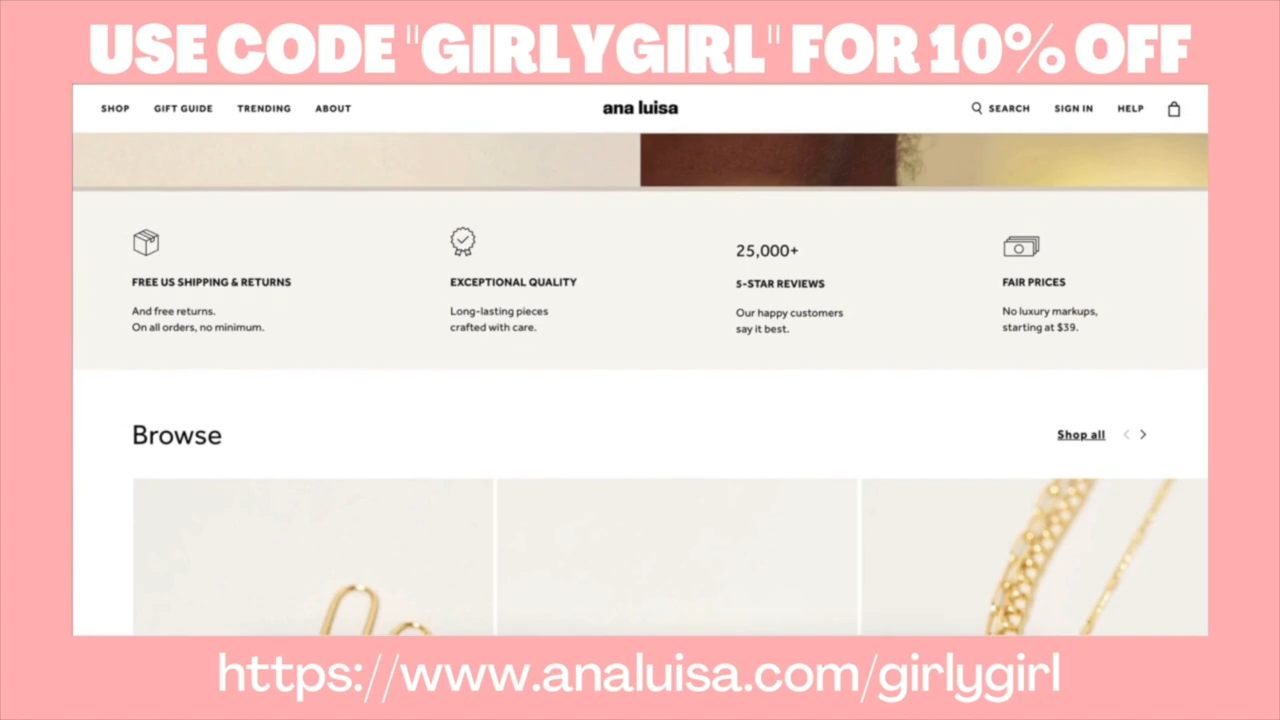 USE CODE "GIRLYGIRL" FOR 10% OFF
SHOP GIFT GUIDE TRENDING ABOUT ana luisa SEARCH SIGN IN HELP
FREE US SHIPPING & RETURNS
And free returns.
On all orders, no minimum.
EXCEPTIONAL QUALITY
Long-lasting pieces
crafted with care.
25,000+
5-STAR REVIEWS
Our happy customers
say it best.
FAIR PRICES
No luxury markups,
starting at $39.
Browse
Shop all
https://www.analuisa.com/girlygirl